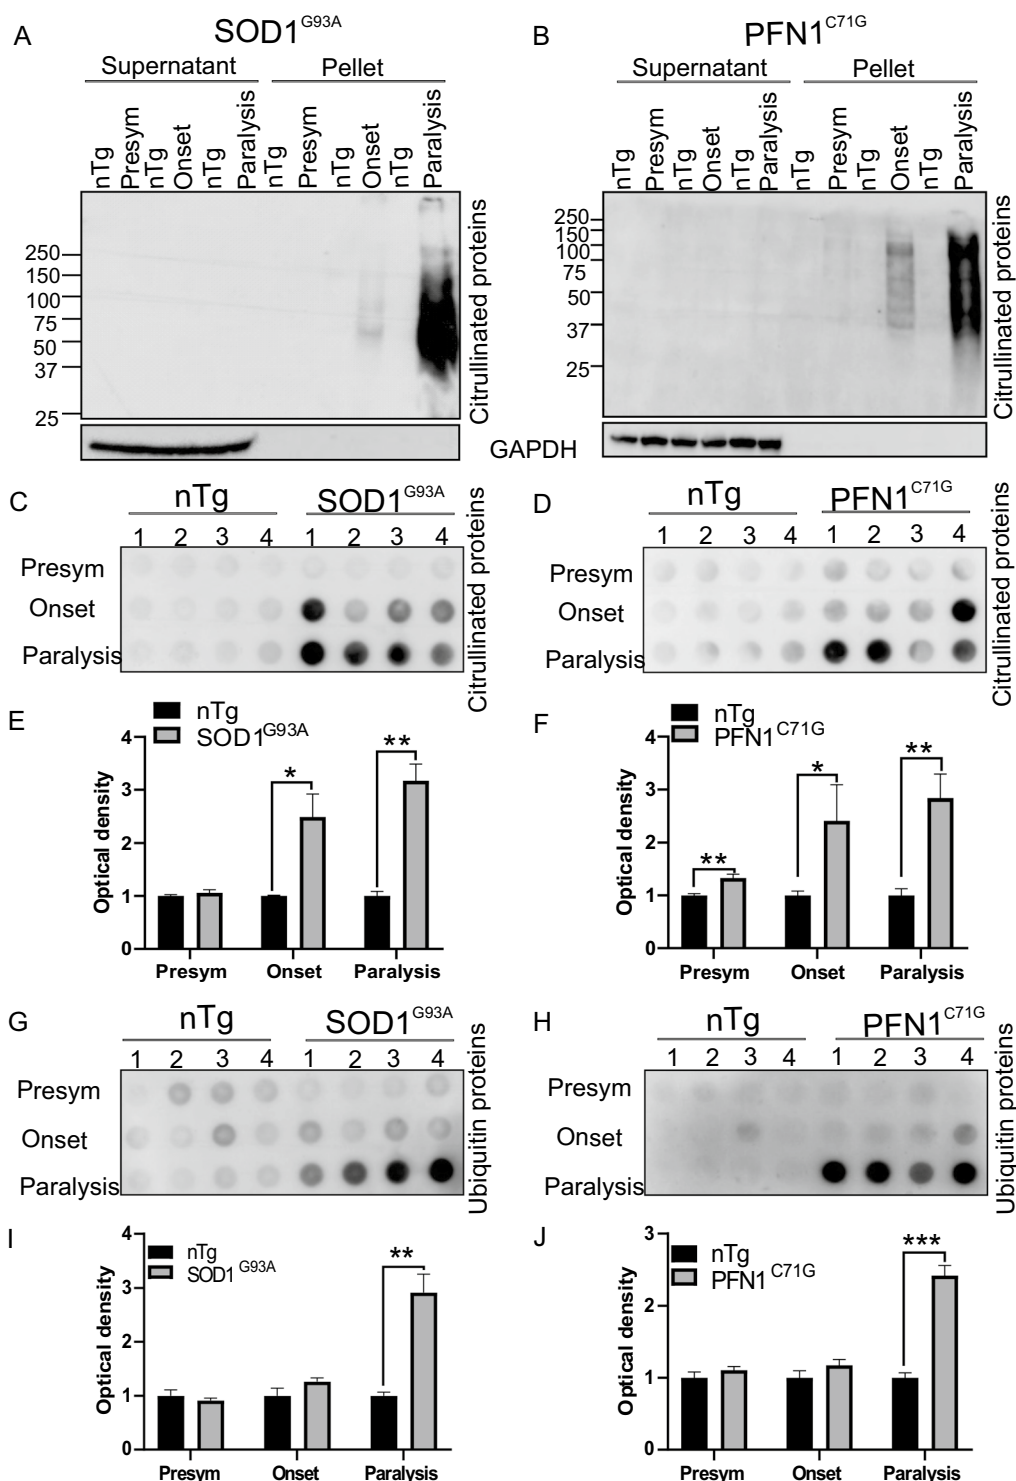 A SOD1G93A
Supernatant Pellet
nTg Presym nTg Onset nTg Paralysis nTg Presym nTg Onset nTg Paralysis
250
150
100
75
50
37
25
Citrullinated proteins
B PFN1C71G
Supernatant Pellet
nTg Presym nTg Onset nTg Paralysis nTg Presym nTg Onset nTg Paralysis
250
150
100
75
50
37
25
Citrullinated proteins
GAPDH
C nTg SOD1G93A
1 2 3 4 1 2 3 4
Presym
Onset
Paralysis
Citrullinated proteins
D nTg PFN1C71G
1 2 3 4 1 2 3 4
Presym
Onset
Paralysis
Citrullinated proteins
E
nTg
SOD1G93A
Optical density
4
3
2
1
0
* **
Presym Onset Paralysis
F
nTg
PFN1C71G
Optical density
4
3
2
1
0
** * **
Presym Onset Paralysis
G nTg SOD1G93A
1 2 3 4 1 2 3 4
Presym
Onset
Paralysis
Ubiquitin proteins
H nTg PFN1C71G
1 2 3 4 1 2 3 4
Presym
Onset
Paralysis
Ubiquitin proteins
I
nTg
SOD1G93A
Optical density
4
3
2
1
0
**
Presym Onset Paralysis
J
nTg
PFN1C71G
Optical density
3
2
1
0
***
Presym Onset Paralysis